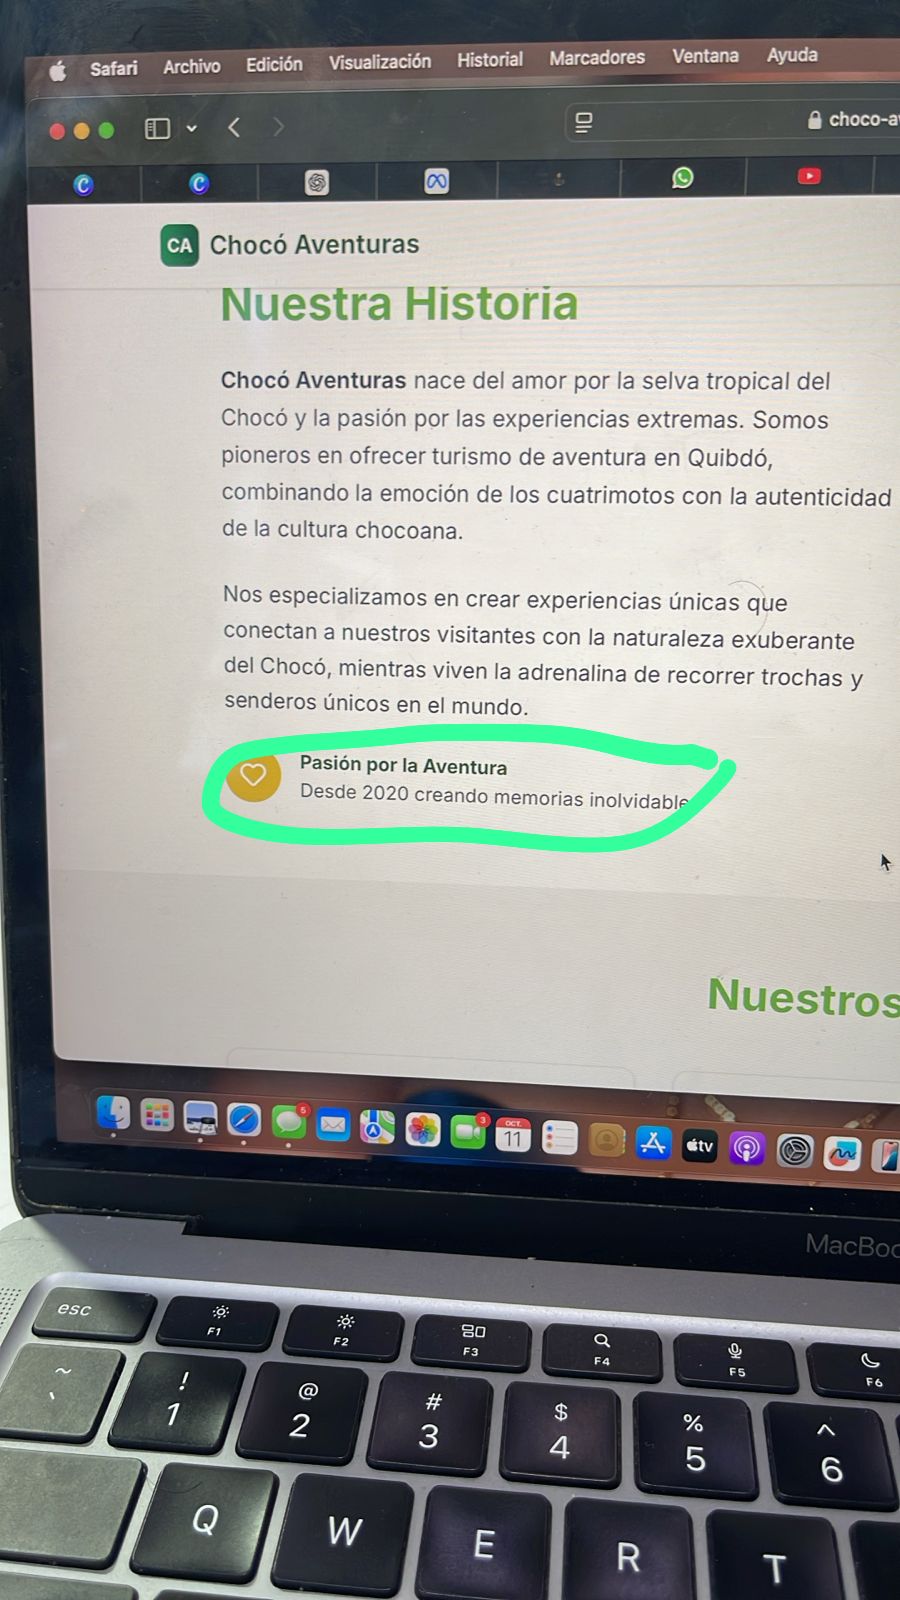 Safari Archivo Edición Visualización Historial Marcadores Ventana Ayuda
choco-av
CA Chocó Aventuras
Nuestra Historia
Chocó Aventuras nace del amor por la selva tropical del
Chocó y la pasión por las experiencias extremas. Somos
pioneros en ofrecer turismo de aventura en Quibdó,
combinando la emoción de los cuatrimotos con la autenticidad
de la cultura chocoana.
Nos especializamos en crear experiencias únicas que
conectan a nuestros visitantes con la naturaleza exuberante
del Chocó, mientras viven la adrenalina de recorrer trochas y
senderos únicos en el mundo.
Pasión por la Aventura
Desde 2020 creando memorias inolvidable
Nuestros
5 3 OCT. 11 tv
MacBoo
esc F1 F2 F3 F4 F5 F6
~ ! @ # $ % ^
` 1 2 3 4 5 6
Q W E R T